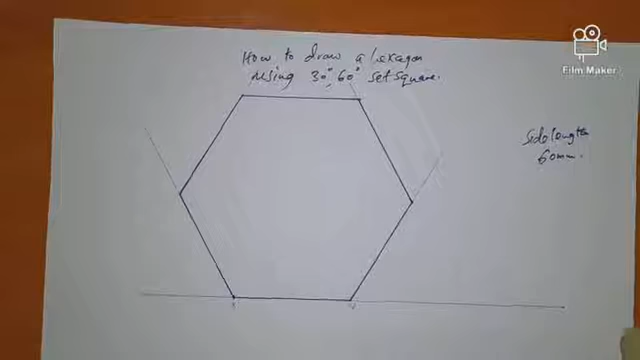 How to draw a hexagon
using 30°, 60° set square.
Film Maker
Side length
60mm.